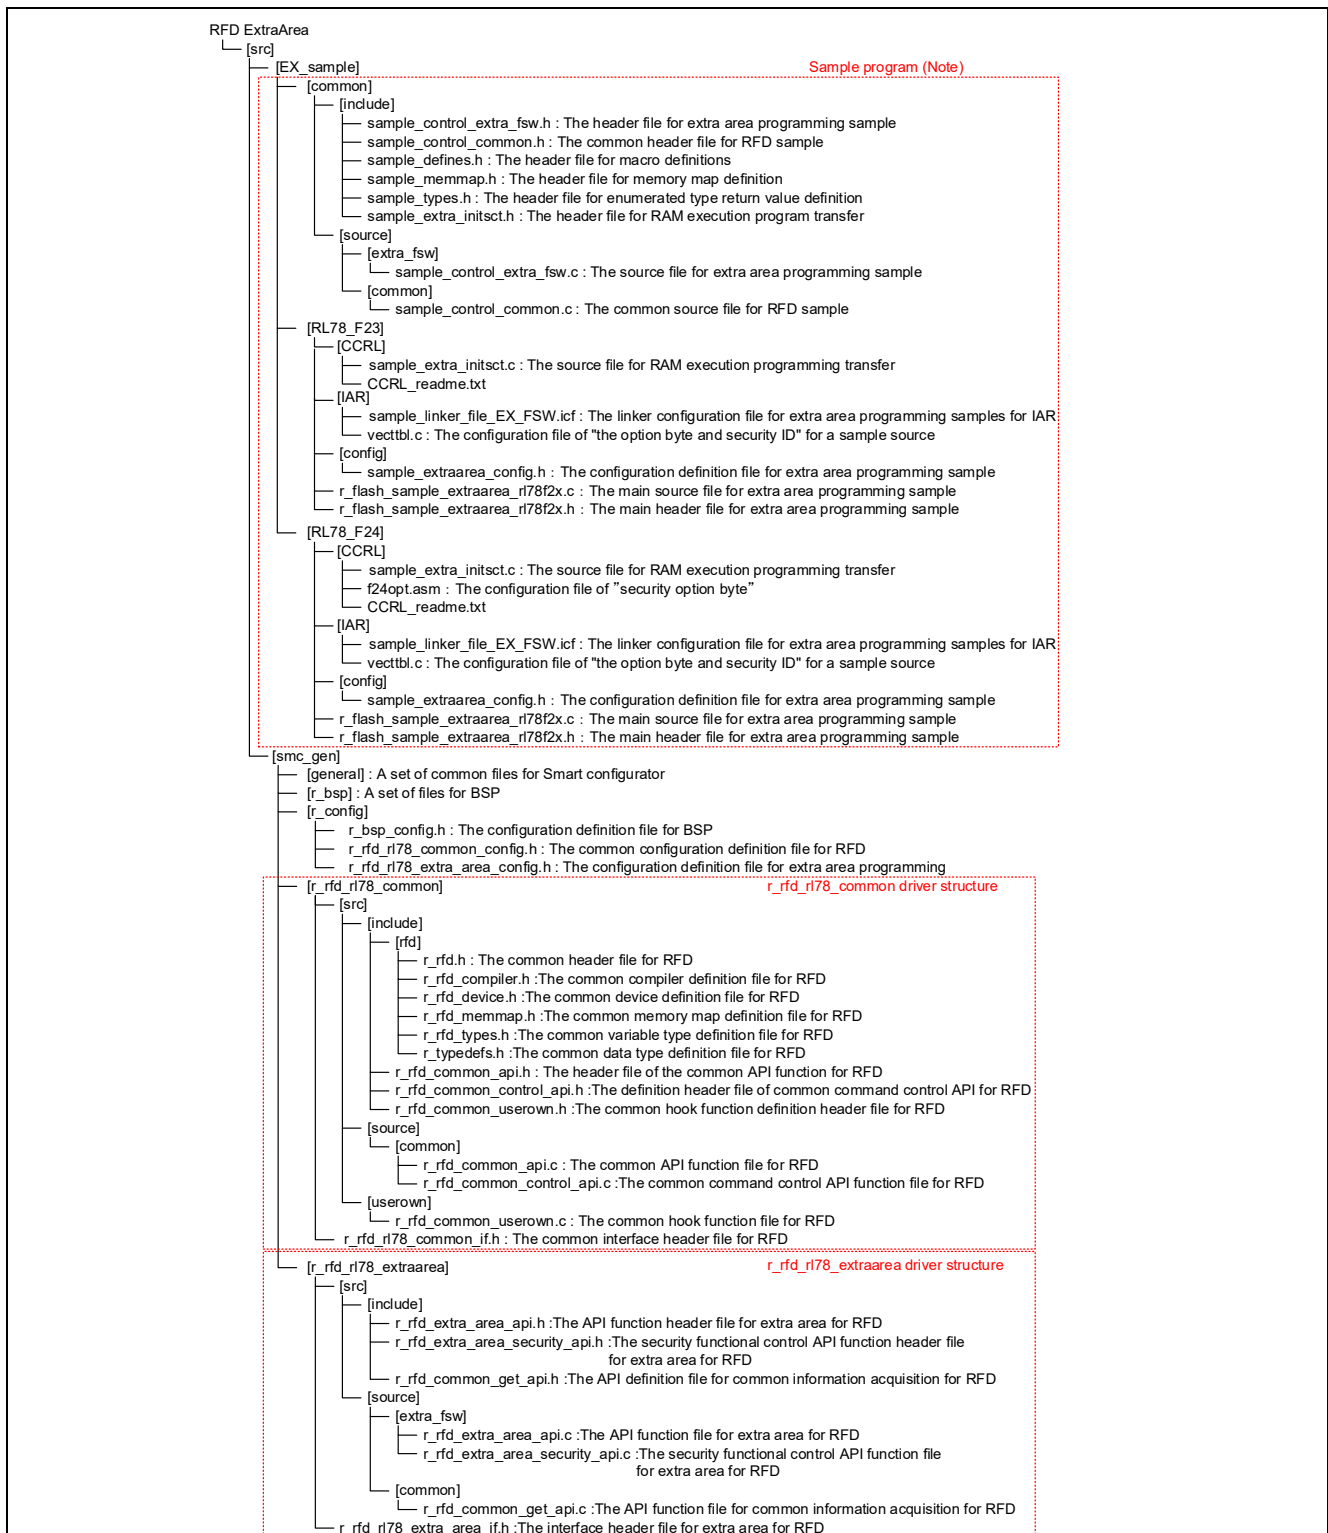 RFD ExtraArea
[src]
[EX_sample]
Sample program (Note)
[common]
[include]
sample_control_extra_fsw.h : The header file for extra area programming sample
sample_control_common.h : The common header file for RFD sample
sample_defines.h : The header file for macro definitions
sample_memmap.h : The header file for memory map definition
sample_types.h : The header file for enumerated type return value definition
sample_extra_initsct.h : The header file for RAM execution program transfer
[source]
[extra_fsw]
sample_control_extra_fsw.c : The source file for extra area programming sample
[common]
sample_control_common.c : The common source file for RFD sample
[RL78_F23]
[CCRL]
sample_extra_initsct.c : The source file for RAM execution programming transfer
CCRL_readme.txt
[IAR]
sample_linker_file_EX_FSW.icf : The linker configuration file for extra area programming samples for IAR
vecttbl.c : The configuration file of "the option byte and security ID" for a sample source
[config]
sample_extraarea_config.h : The configuration definition file for extra area programming sample
r_flash_sample_extraarea_rl78f2x.c : The main source file for extra area programming sample
r_flash_sample_extraarea_rl78f2x.h : The main header file for extra area programming sample
[RL78_F24]
[CCRL]
sample_extra_initsct.c : The source file for RAM execution programming transfer
f24opt.asm : The configuration file of ”security option byte”
CCRL_readme.txt
[IAR]
sample_linker_file_EX_FSW.icf : The linker configuration file for extra area programming samples for IAR
vecttbl.c : The configuration file of "the option byte and security ID" for a sample source
[config]
sample_extraarea_config.h : The configuration definition file for extra area programming sample
r_flash_sample_extraarea_rl78f2x.c : The main source file for extra area programming sample
r_flash_sample_extraarea_rl78f2x.h : The main header file for extra area programming sample
[smc_gen]
[general] : A set of common files for Smart configurator
[r_bsp] : A set of files for BSP
[r_config]
r_bsp_config.h : The configuration definition file for BSP
r_rfd_rl78_common_config.h : The common configuration definition file for RFD
r_rfd_rl78_extra_area_config.h : The configuration definition file for extra area programming
[r_rfd_rl78_common]
r_rfd_rl78_common driver structure
[src]
[include]
[rfd]
r_rfd.h : The common header file for RFD
r_rfd_compiler.h :The common compiler definition file for RFD
r_rfd_device.h :The common device definition file for RFD
r_rfd_memmap.h :The common memory map definition file for RFD
r_rfd_types.h :The common variable type definition file for RFD
r_typedefs.h :The common data type definition file for RFD
r_rfd_common_api.h : The header file of the common API function for RFD
r_rfd_common_control_api.h :The definition header file of common command control API for RFD
r_rfd_common_userown.h :The common hook function definition header file for RFD
[source]
[common]
r_rfd_common_api.c : The common API function file for RFD
r_rfd_common_control_api.c :The common command control API function file for RFD
[userown]
r_rfd_common_userown.c : The common hook function file for RFD
r_rfd_rl78_common_if.h : The common interface header file for RFD
[r_rfd_rl78_extraarea]
r_rfd_rl78_extraarea driver structure
[src]
[include]
r_rfd_extra_area_api.h :The API function header file for extra area for RFD
r_rfd_extra_area_security_api.h :The security functional control API function header file
for extra area for RFD
r_rfd_common_get_api.h :The API definition file for common information acquisition for RFD
[source]
[extra_fsw]
r_rfd_extra_area_api.c :The API function file for extra area for RFD
r_rfd_extra_area_security_api.c :The security functional control API function file
for extra area for RFD
[common]
r_rfd_common_get_api.c :The API function file for common information acquisition for RFD
r_rfd_rl78_extra_area_if.h :The interface header file for extra area for RFD